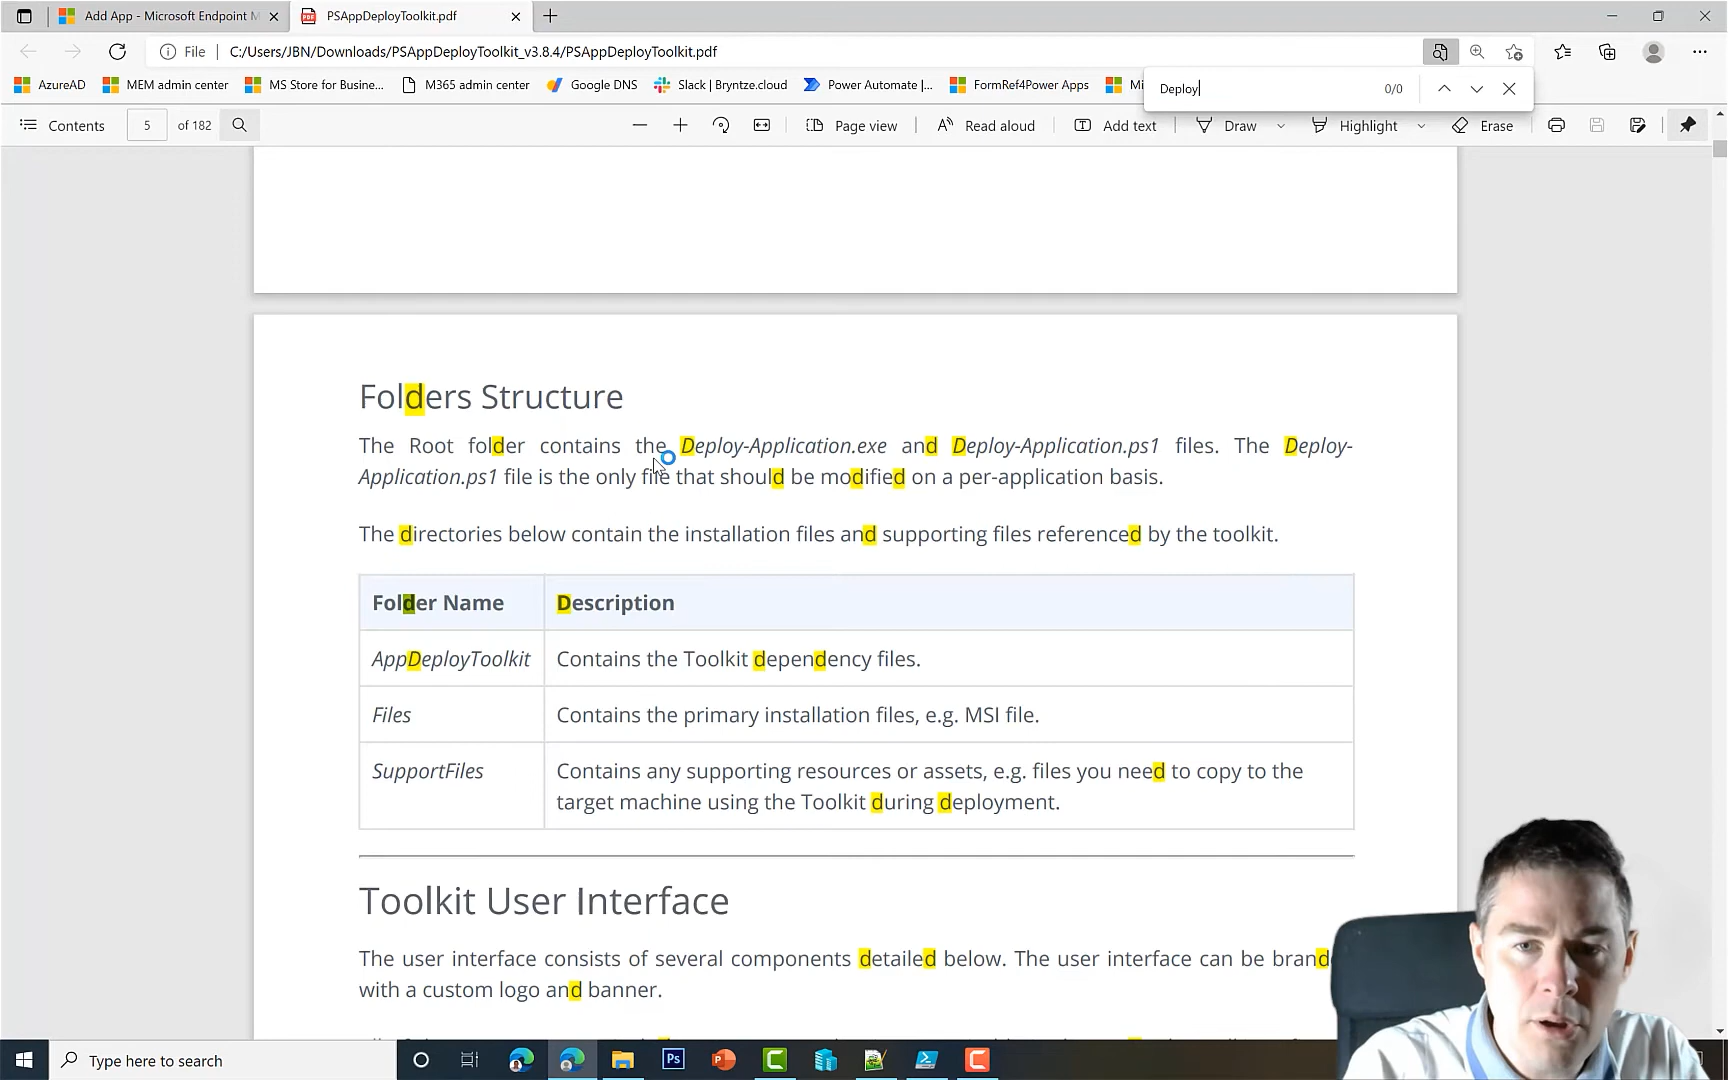 Add App - Microsoft Endpoint M
PSAppDeployToolkit.pdf
File
C:/Users/JBN/Downloads/PSAppDeployToolkit_v3.8.4/PSAppDeployToolkit.pdf
AzureAD
MEM admin center
MS Store for Busine...
M365 admin center
Google DNS
Slack | Bryntze.cloud
Power Automate |...
FormRef4Power Apps
Mi
Deploy
0/0
Contents
5
of 182
Page view
Read aloud
Add text
Draw
Highlight
Erase
Folders Structure
The Root folder contains the Deploy-Application.exe and Deploy-Application.ps1 files. The Deploy-
Application.ps1 file is the only file that should be modified on a per-application basis.
The directories below contain the installation files and supporting files referenced by the toolkit.
Folder Name
Description
AppDeployToolkit
Contains the Toolkit dependency files.
Files
Contains the primary installation files, e.g. MSI file.
SupportFiles
Contains any supporting resources or assets, e.g. files you need to copy to the
target machine using the Toolkit during deployment.
Toolkit User Interface
The user interface consists of several components detailed below. The user interface can be brand
with a custom logo and banner.
Type here to search
Ps